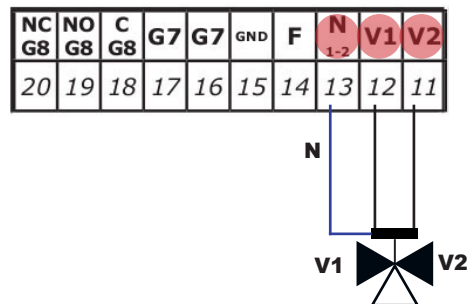 NC NO C G7 G7 GND F N V1 V2
G8 G8 G8 1-2
20 19 18 17 16 15 14 13 12 11
N
V1 V2